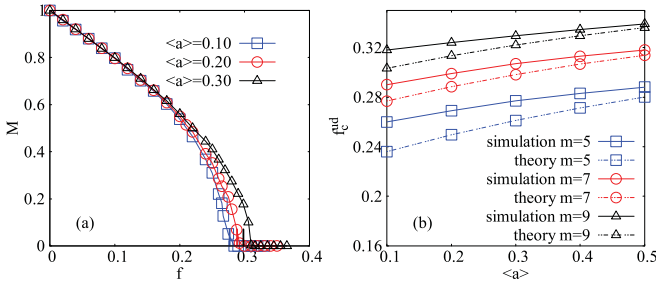 1
0.8
0.6
0.4
0.2
0
M
<a>=0.10
<a>=0.20
<a>=0.30
(a)
0
0.1
0.2
0.3
0.4
f
0.32
0.28
0.24
0.16
f_c^ud
simulation m=5
theory m=5
simulation m=7
theory m=7
simulation m=9
theory m=9
(b)
0.1
0.2
0.3
0.4
0.5
<a>